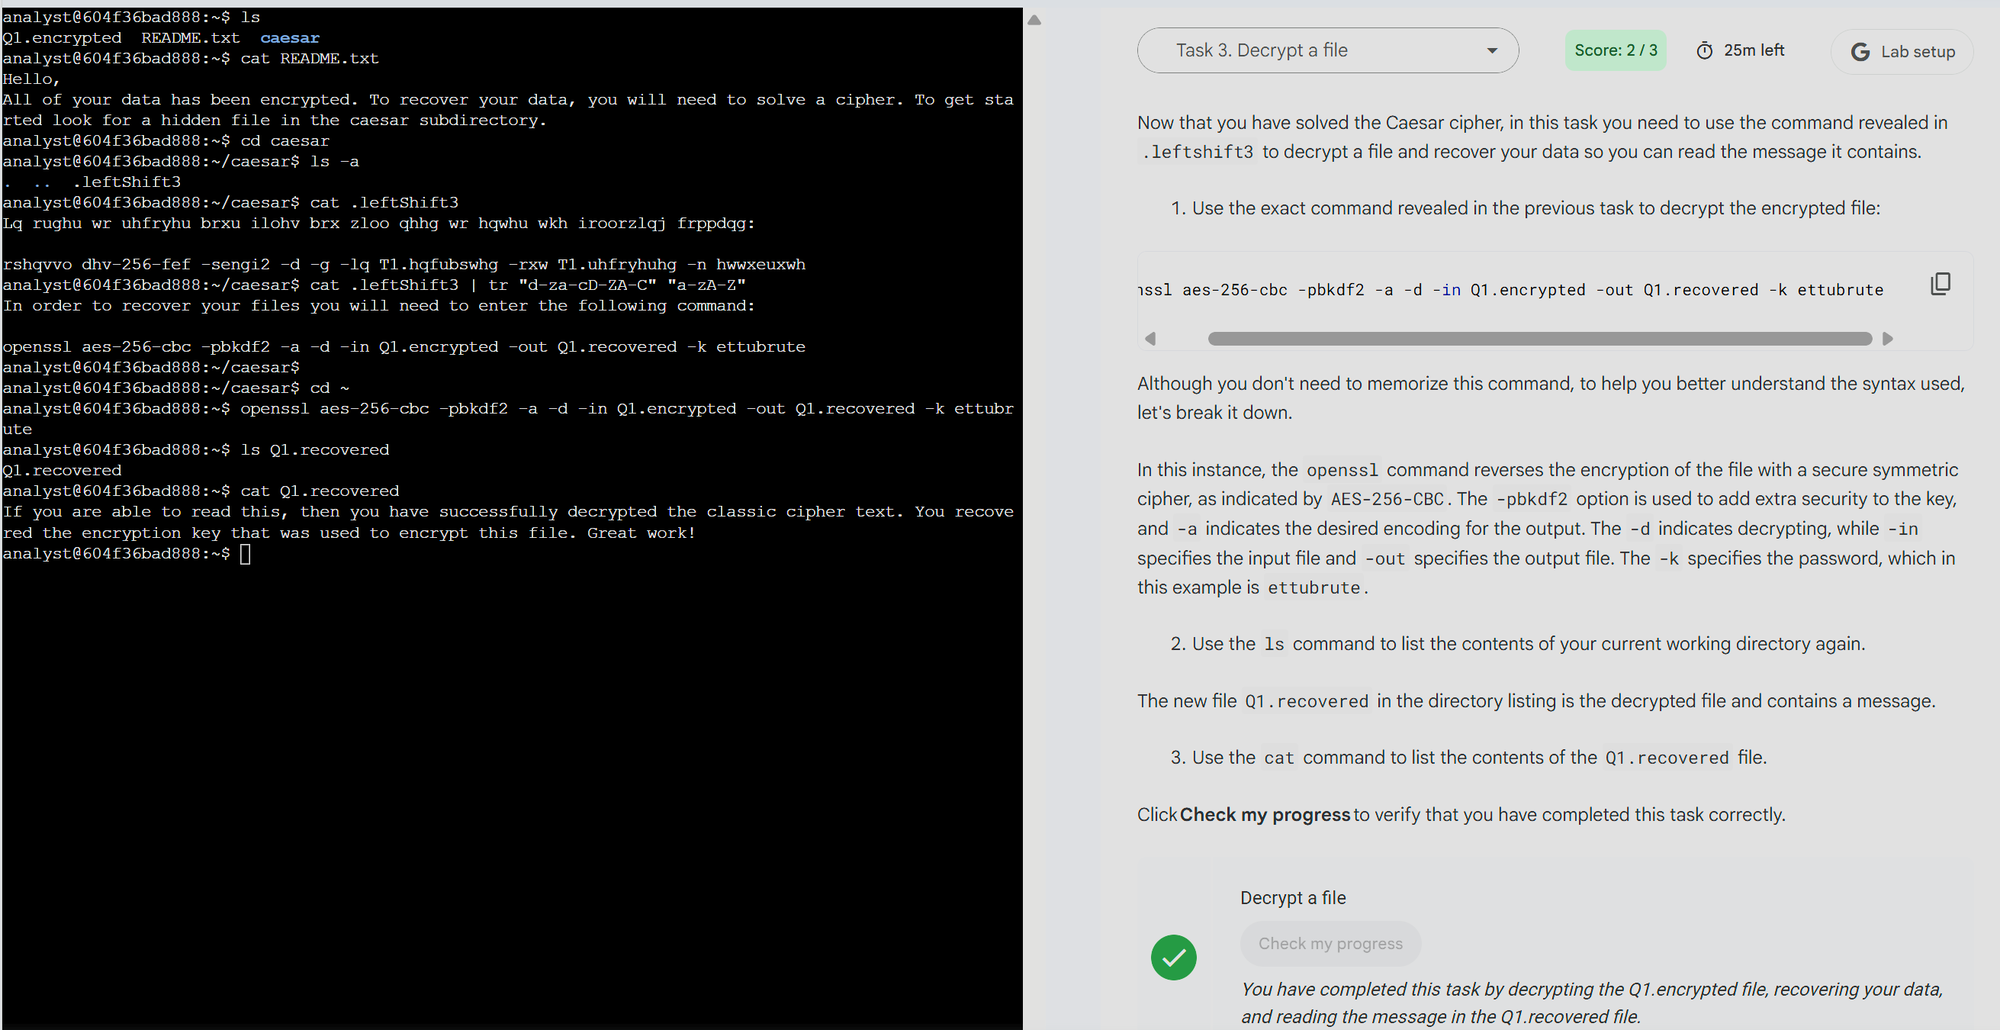 analyst@604f36bad888:~$ ls
Q1.encrypted  README.txt  caesar
analyst@604f36bad888:~$ cat README.txt
Hello,
All of your data has been encrypted. To recover your data, you will need to solve a cipher. To get sta
rted look for a hidden file in the caesar subdirectory.
analyst@604f36bad888:~$ cd caesar
analyst@604f36bad888:~/caesar$ ls -a
.  ..  .leftShift3
analyst@604f36bad888:~/caesar$ cat .leftShift3
Lq rughu wr uhfryhu brxu ilohv brx zloo qhhg wr hqwhu wkh iroorzlqj frppdqg:
rshqvvo dhv-256-fef -sengi2 -d -g -lq T1.hqfubswhg -rxw T1.uhfryhuhg -n hwwxeuxwh
analyst@604f36bad888:~/caesar$ cat .leftShift3 | tr "d-za-cD-ZA-C" "a-zA-Z"
In order to recover your files you will need to enter the following command:
openssl aes-256-cbc -pbkdf2 -a -d -in Q1.encrypted -out Q1.recovered -k ettubrute
analyst@604f36bad888:~/caesar$
analyst@604f36bad888:~/caesar$ cd ~
analyst@604f36bad888:~$ openssl aes-256-cbc -pbkdf2 -a -d -in Q1.encrypted -out Q1.recovered -k ettubr
ute
analyst@604f36bad888:~$ ls Q1.recovered
Q1.recovered
analyst@604f36bad888:~$ cat Q1.recovered
If you are able to read this, then you have successfully decrypted the classic cipher text. You recove
red the encryption key that was used to encrypt this file. Great work!
analyst@604f36bad888:~$
Task 3. Decrypt a file
Score: 2 / 3
25m left
G Lab setup
Now that you have solved the Caesar cipher, in this task you need to use the command revealed in
.leftshift3 to decrypt a file and recover your data so you can read the message it contains.
1. Use the exact command revealed in the previous task to decrypt the encrypted file:
nssl aes-256-cbc -pbkdf2 -a -d -in Q1.encrypted -out Q1.recovered -k ettubrute
Although you don't need to memorize this command, to help you better understand the syntax used,
let's break it down.
In this instance, the openssl command reverses the encryption of the file with a secure symmetric
cipher, as indicated by AES-256-CBC. The -pbkdf2 option is used to add extra security to the key,
and -a indicates the desired encoding for the output. The -d indicates decrypting, while -in
specifies the input file and -out specifies the output file. The -k specifies the password, which in
this example is ettubrute.
2. Use the ls command to list the contents of your current working directory again.
The new file Q1.recovered in the directory listing is the decrypted file and contains a message.
3. Use the cat command to list the contents of the Q1.recovered file.
Click Check my progress to verify that you have completed this task correctly.
Decrypt a file
Check my progress
You have completed this task by decrypting the Q1.encrypted file, recovering your data,
and reading the message in the Q1.recovered file.